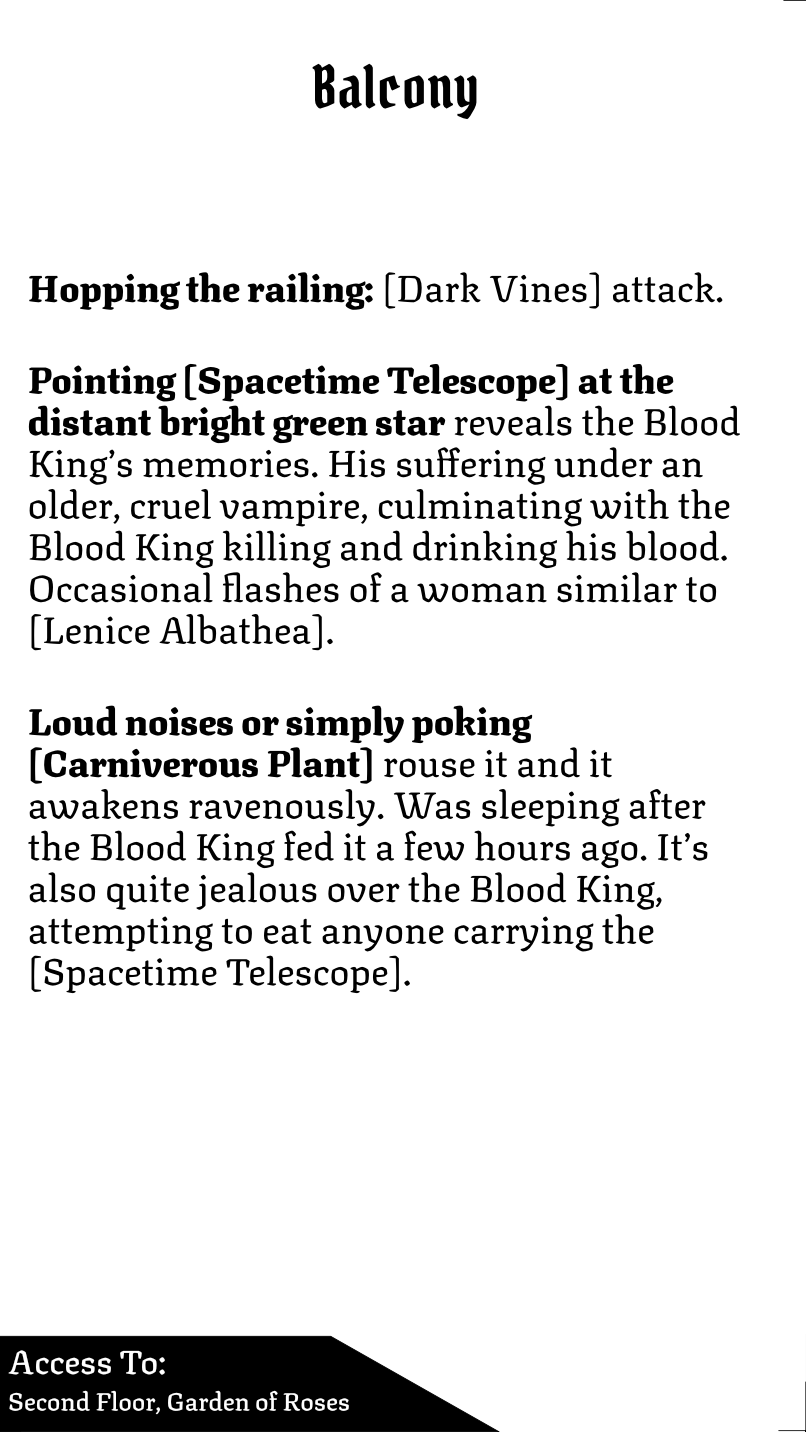 Balcony
Hopping the railing: [Dark Vines] attack.
Pointing [Spacetime Telescope] at the
distant bright green star reveals the Blood
King’s memories. His suffering under an
older, cruel vampire, culminating with the
Blood King killing and drinking his blood.
Occasional flashes of a woman similar to
[Lenice Albathea].
Loud noises or simply poking
[Carniverous Plant] rouse it and it
awakens ravenously. Was sleeping after
the Blood King fed it a few hours ago. It’s
also quite jealous over the Blood King,
attempting to eat anyone carrying the
[Spacetime Telescope].
Access To:
Second Floor, Garden of Roses